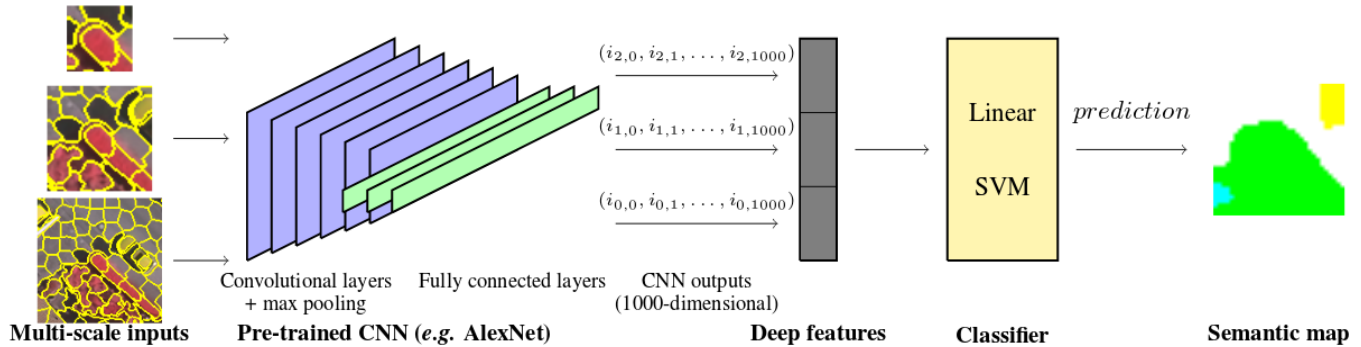 (i2,0, i2,1, . . . , i2,1000)
(i1,0, i1,1, . . . , i1,1000)
(i0,0, i0,1, . . . , i0,1000)
Linear
SVM
prediction
Convolutional layers
+ max pooling
Fully connected layers
CNN outputs
(1000-dimensional)
Multi-scale inputs
Pre-trained CNN (e.g. AlexNet)
Deep features
Classifier
Semantic map